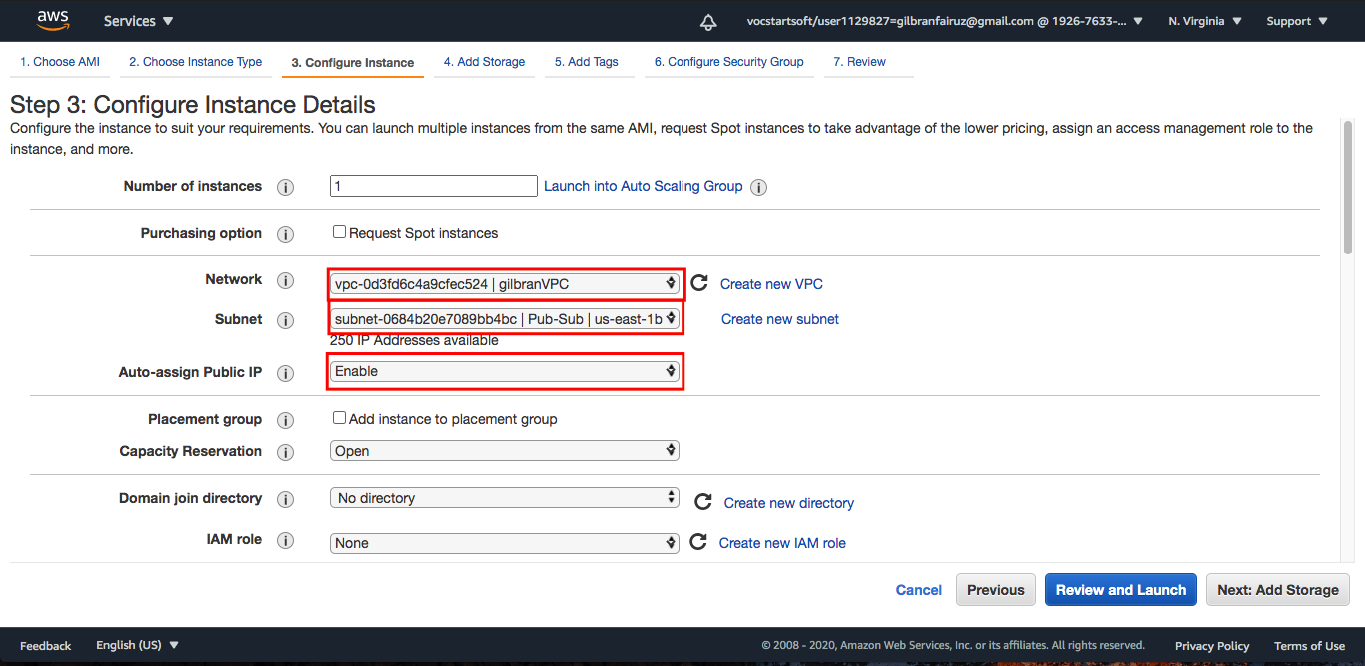 aws
Services
vocstartsoft/user1129827=gilbranfairuz@gmail.com @ 1926-7633-...
N. Virginia
Support
1. Choose AMI
2. Choose Instance Type
3. Configure Instance
4. Add Storage
5. Add Tags
6. Configure Security Group
7. Review
Step 3: Configure Instance Details
Configure the instance to suit your requirements. You can launch multiple instances from the same AMI, request Spot instances to take advantage of the lower pricing, assign an access management role to the
instance, and more.
Number of instances
1
Launch into Auto Scaling Group
Purchasing option
Request Spot instances
Network
vpc-0d3fd6c4a9cfec524 | gilbranVPC
Create new VPC
Subnet
subnet-0684b20e7089bb4bc | Pub-Sub | us-east-1b
Create new subnet
250 IP Addresses available
Auto-assign Public IP
Enable
Placement group
Add instance to placement group
Capacity Reservation
Open
Domain join directory
No directory
Create new directory
IAM role
None
Create new IAM role
Cancel
Previous
Review and Launch
Next: Add Storage
Feedback
English (US)
© 2008 - 2020, Amazon Web Services, Inc. or its affiliates. All rights reserved.
Privacy Policy
Terms of Use